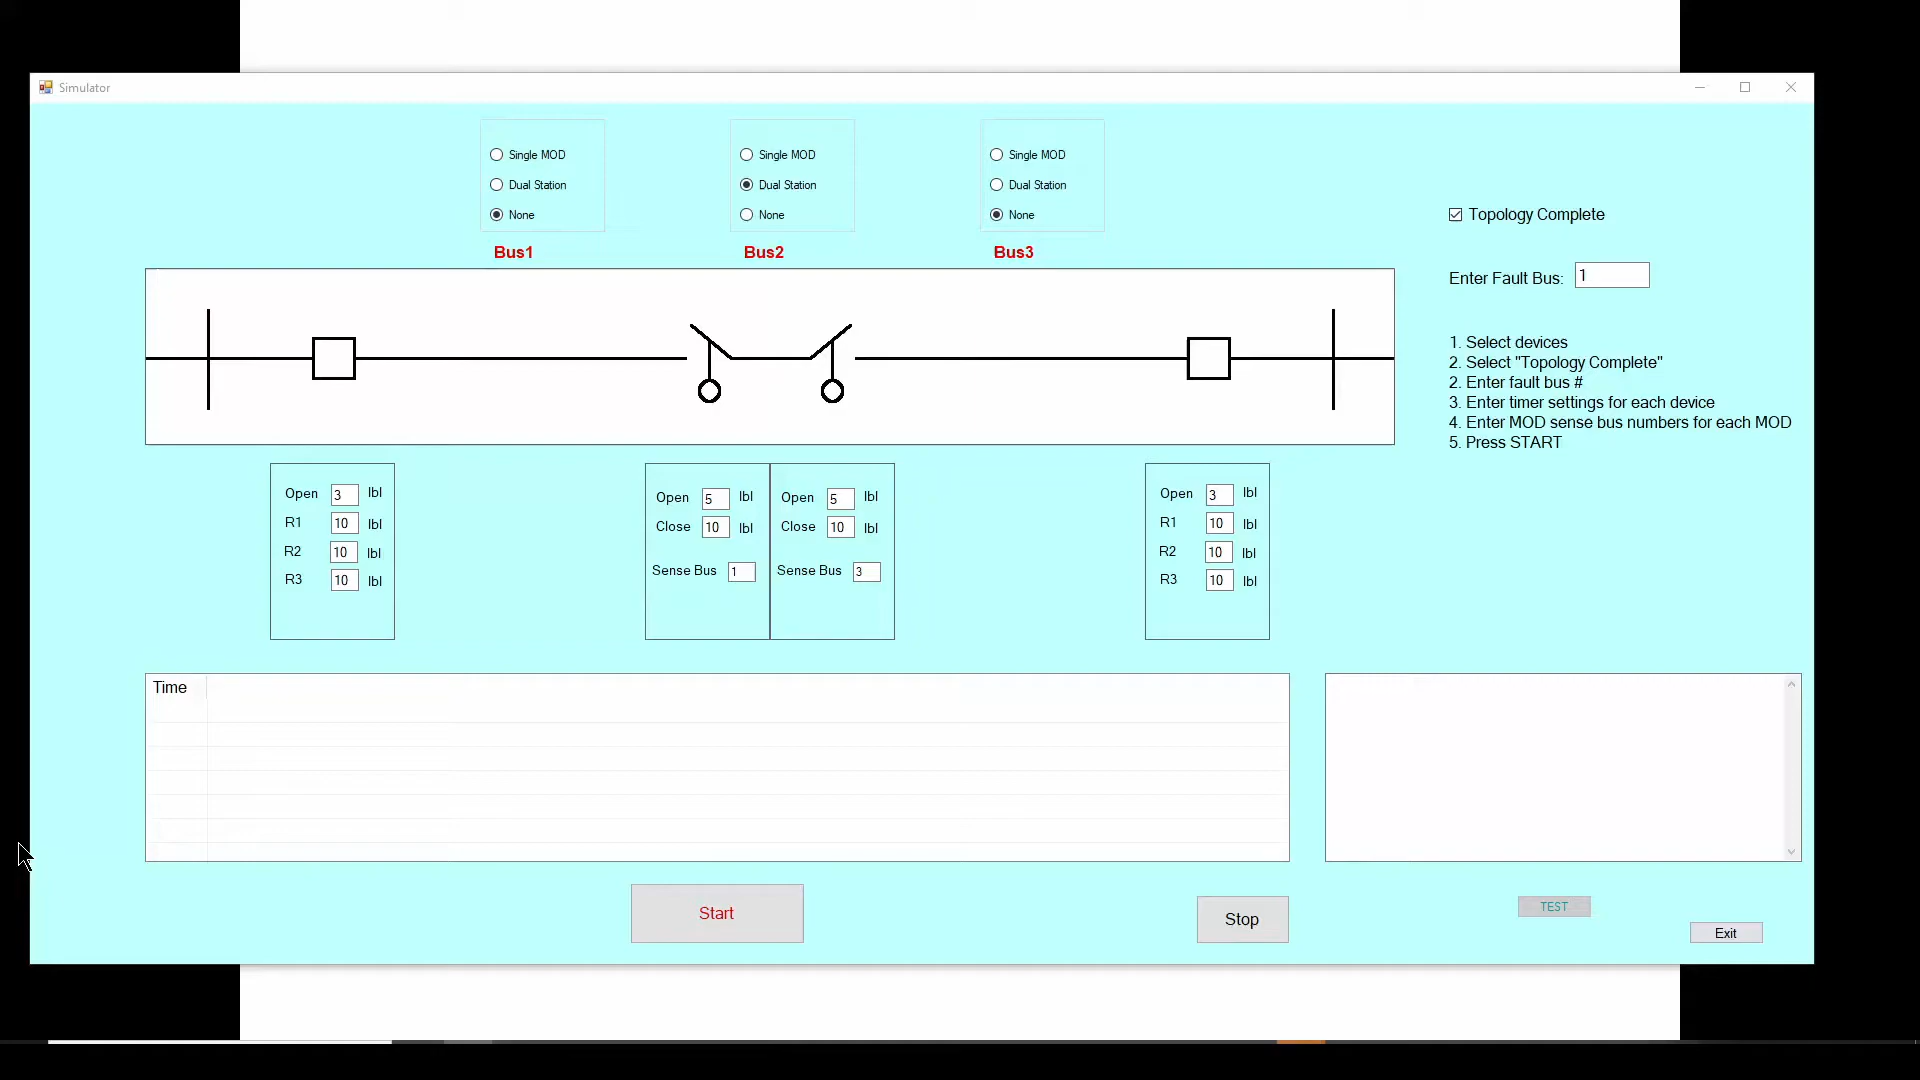 Simulator
Single MOD
Dual Station
None
Single MOD
Dual Station
None
Single MOD
Dual Station
None
Bus1
Bus2
Bus3
Topology Complete
Enter Fault Bus: 1
1. Select devices
2. Select "Topology Complete"
2. Enter fault bus #
3. Enter timer settings for each device
4. Enter MOD sense bus numbers for each MOD
5. Press START
Open 3 lbl
R1 10 lbl
R2 10 lbl
R3 10 lbl
Open 5 lbl
Close 10 lbl
Sense Bus 1
Open 5 lbl
Close 10 lbl
Sense Bus 3
Open 3 lbl
R1 10 lbl
R2 10 lbl
R3 10 lbl
Time
Start
Stop
TEST
Exit